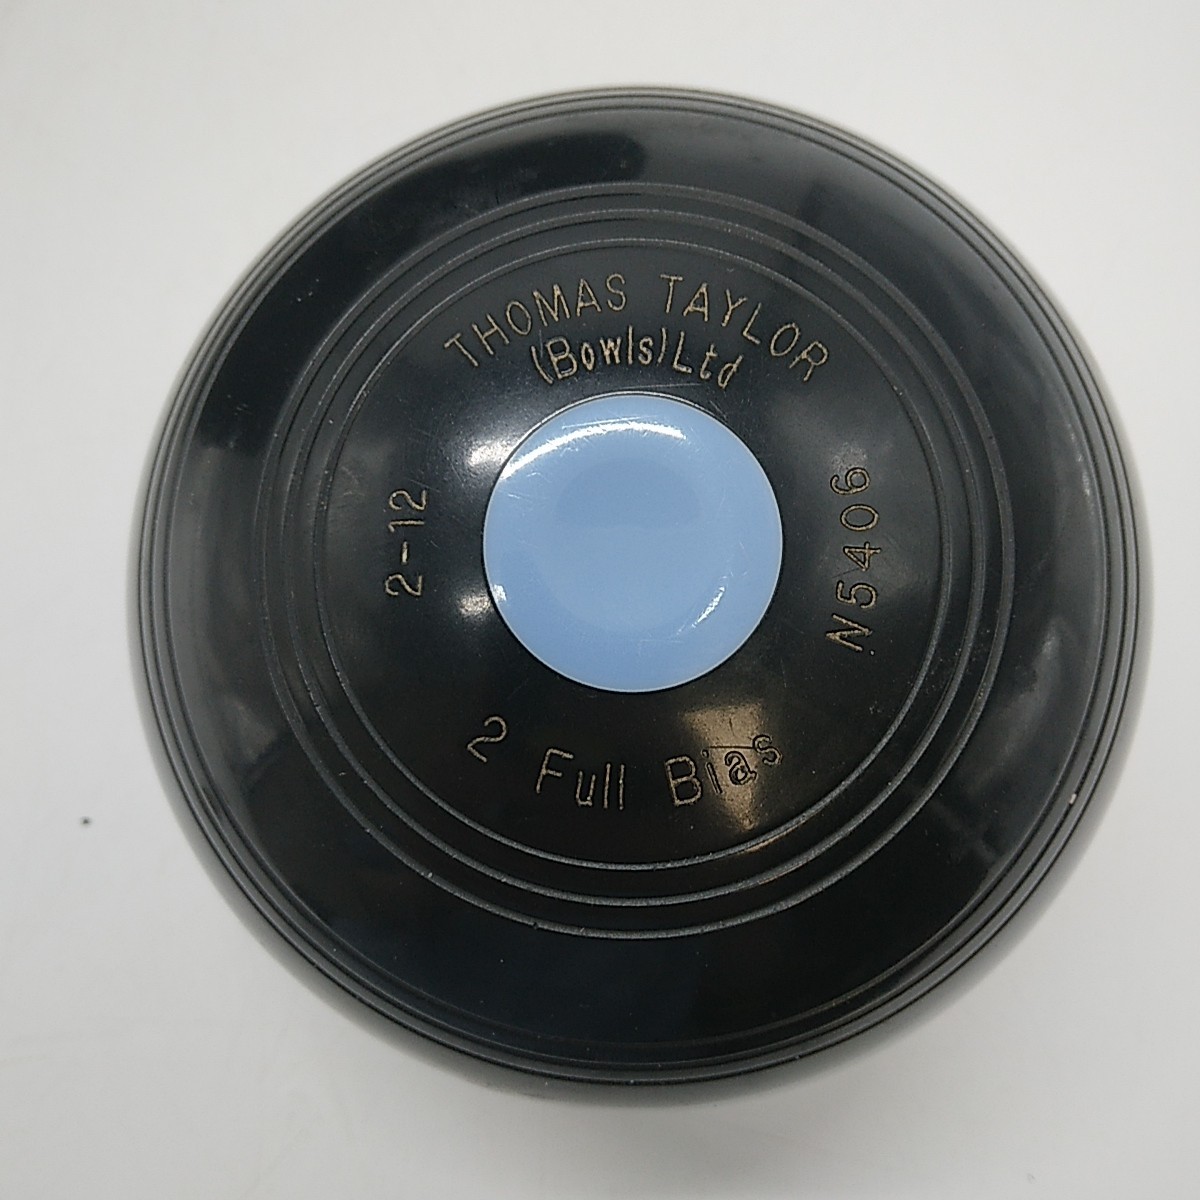 THOMAS TAYLOR
(Bowls) Ltd
2-12
N5406
2 Full Bias